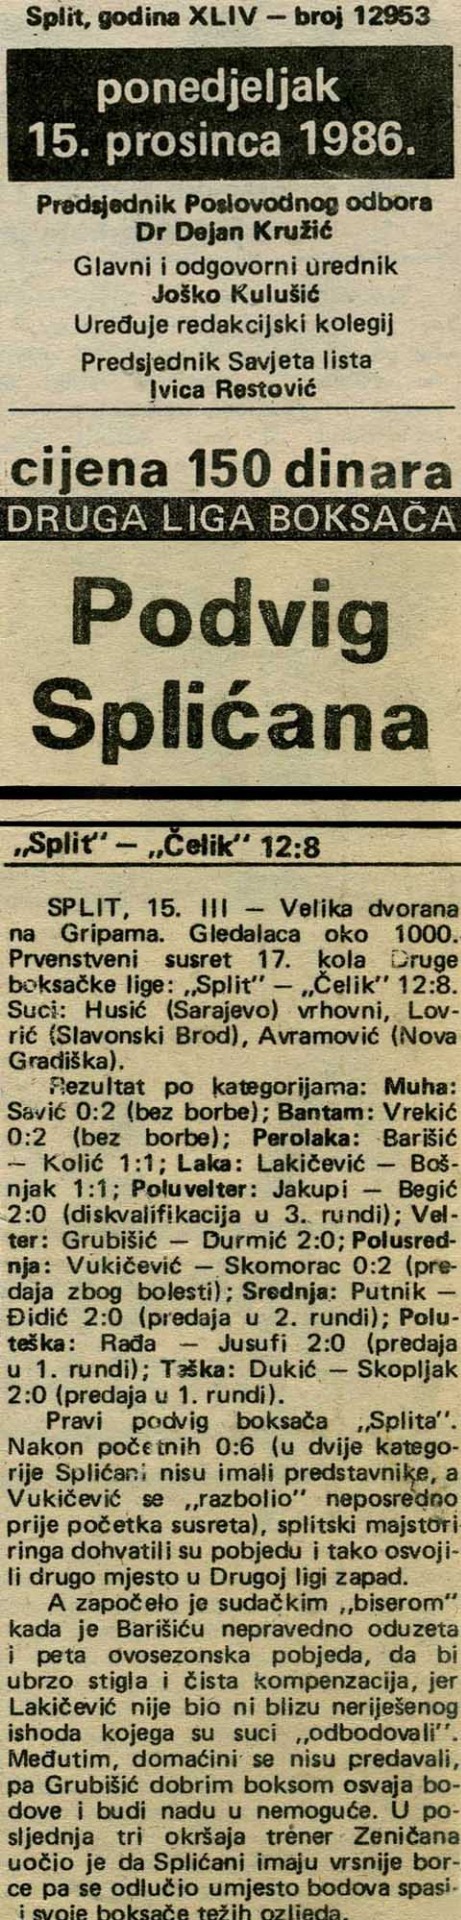 Split, godina XLIV — broj 12953
ponedjeljak
15. prosinca 1986.
Predsjednik Poslovodnog odbora
Dr Dejan Kružić
Glavni i odgovorni urednik
Joško Kulušić
Uređuje redakcijski kolegij
Predsjednik Savjeta lista
Ivica Restović
cijena 150 dinara
DRUGA LIGA BOKSAČA
Podvig
Splićana
„Split” — „Čelik” 12:8
SPLIT, 15. III — Velika dvorana
na Gripama. Gledalaca oko 1000.
Prvenstveni susret 17. kola Druge
boksačke lige: „Split” — „Čelik” 12:8.
Suci: Husić (Sarajevo) vrhovni, Lov-
rić (Slavonski Brod), Avramović (Nova
Gradiška).
Rezultat po kategorijama: Muha:
Savić 0:2 (bez borbe); Bantam: Vrekić
0:2 (bez borbe); Perolaka: Barišić
— Kolić 1:1; Laka: Lakičević — Boš-
njak 1:1; Poluvelter: Jakupi — Begić
2:0 (diskvalifikacija u 3. rundi); Vel-
ter: Grubišić — Durmić 2:0; Polusred-
nja: Vukičević — Skomorac 0:2 (pre-
daja zbog bolesti); Srednja: Putnik —
Đidić 2:0 (predaja u 2. rundi); Polu-
teška: Rađa — Jusufi 2:0 (predaja
u 1. rundi); Teška: Dukić — Skopljak
2:0 (predaja u 1. rundi).
Pravi podvig boksača „Splita”.
Nakon početnih 0:6 (u dvije katego-
rije Splićani nisu imali predstavnike, a
Vukičević se „razbolio” neposredno
prije početka susreta), splitski majstori
ringa dohvatili su pobjedu i tako osvoji-
li drugo mjesto u Drugoj ligi zapad.
A započelo je sudačkim „biserom”
kada je Barišiću nepravedno oduzeta
i peta ovosezonska pobjeda, da bi
ubrzo stigla i čista kompenzacija, jer
Lakičević nije bio ni blizu neriješenog
ishoda kojega su suci „odbodovali”.
Međutim, domaćini se nisu predavali,
pa Grubišić dobrim boksom osvaja bo-
dove i budi nadu u nemoguće. U po-
sljednja tri okršaja trener Zeničana
uočio je da Splićani imaju vrsnije bor-
ce pa se odlučio umjesto bodova spasi-
i svoje boksače težih ozljeda.